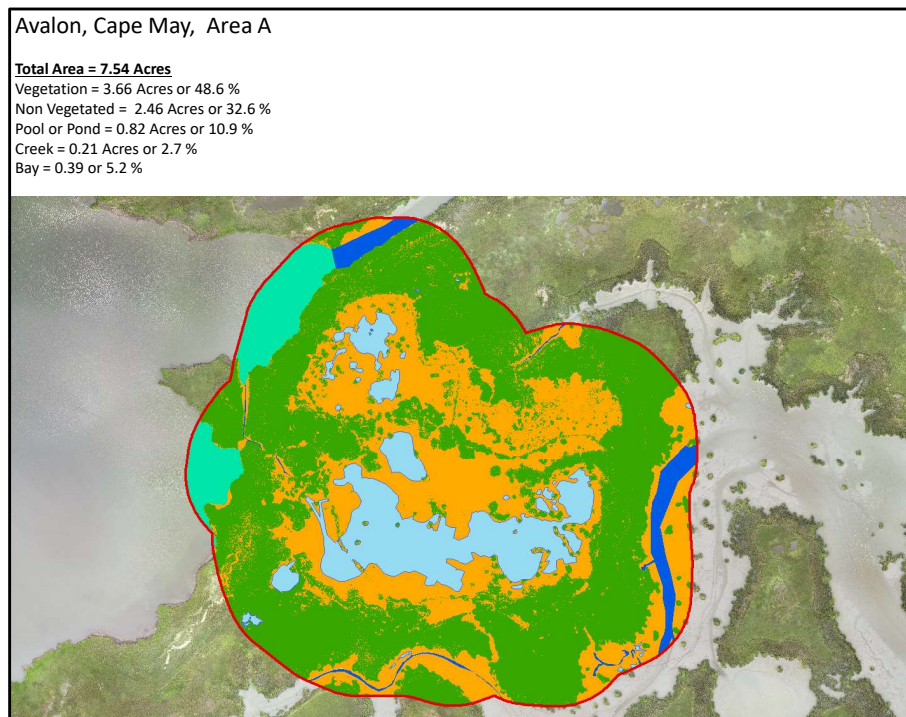 Avalon, Cape May, Area A
Total Area = 7.54 Acres
Vegetation = 3.66 Acres or 48.6 %
Non Vegetated = 2.46 Acres or 32.6 %
Pool or Pond = 0.82 Acres or 10.9 %
Creek = 0.21 Acres or 2.7 %
Bay = 0.39 or 5.2 %